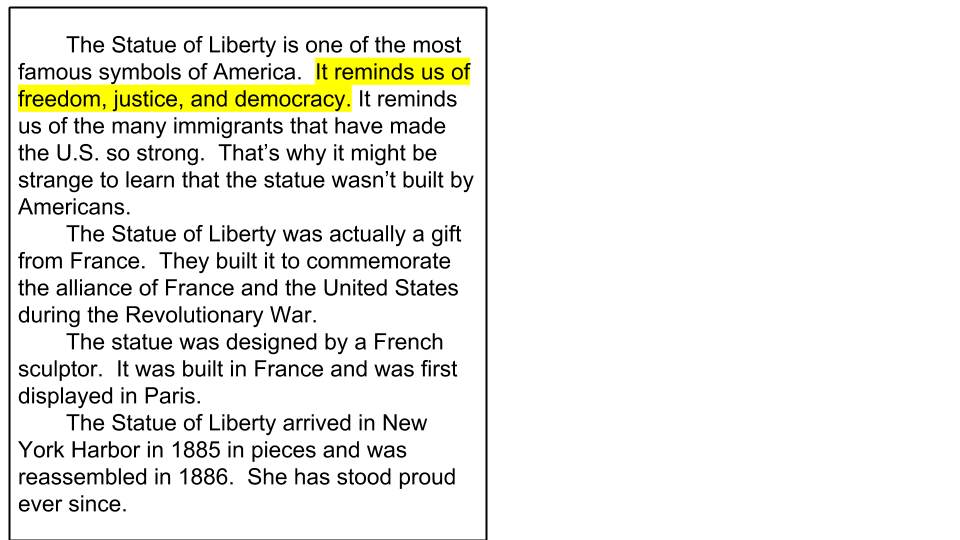 The Statue of Liberty is one of the most
famous symbols of America.  It reminds us of
freedom, justice, and democracy. It reminds
us of the many immigrants that have made
the U.S. so strong.  That’s why it might be
strange to learn that the statue wasn’t built by
Americans.
The Statue of Liberty was actually a gift
from France.  They built it to commemorate
the alliance of France and the United States
during the Revolutionary War.
The statue was designed by a French
sculptor.  It was built in France and was first
displayed in Paris.
The Statue of Liberty arrived in New
York Harbor in 1885 in pieces and was
reassembled in 1886.  She has stood proud
ever since.